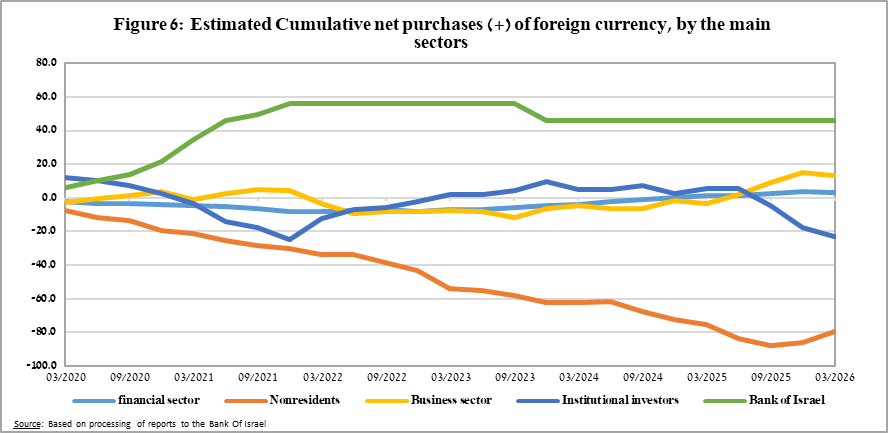 Figure 6: Estimated Cumulative net purchases (+) of foreign currency, by the main
sectors
80.0
60.0
40.0
20.0
0.0
-20.0
-40.0
-60.0
-80.0
-100.0
03/2020 09/2020 03/2021 09/2021 03/2022 09/2022 03/2023 09/2023 03/2024 09/2024 03/2025 09/2025 03/2026
financial sector Nonresidents Business sector Institutional investors Bank of Israel
Source: Based on processing of reports to the Bank Of Israel